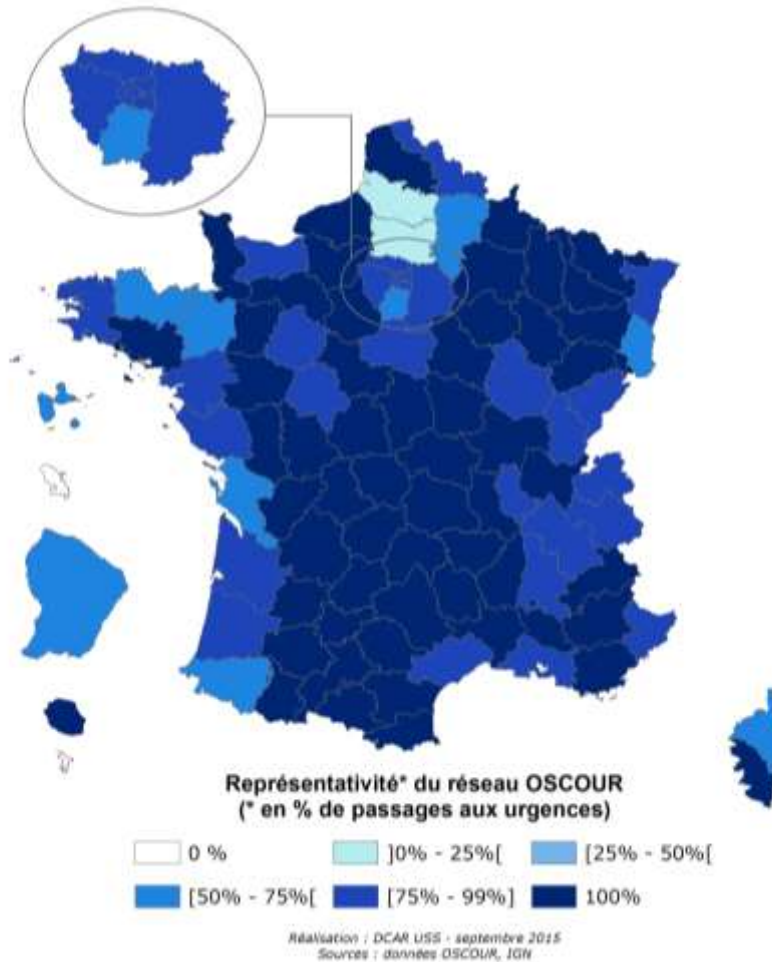 Représentativité* du réseau OSCOUR
(* en % de passages aux urgences)
0 % ]0% - 25%[ [25% - 50%[
[50% - 75%[ [75% - 99%] 100%
Réalisation : DCAR USS - septembre 2015
Sources : données OSCOUR, IGN